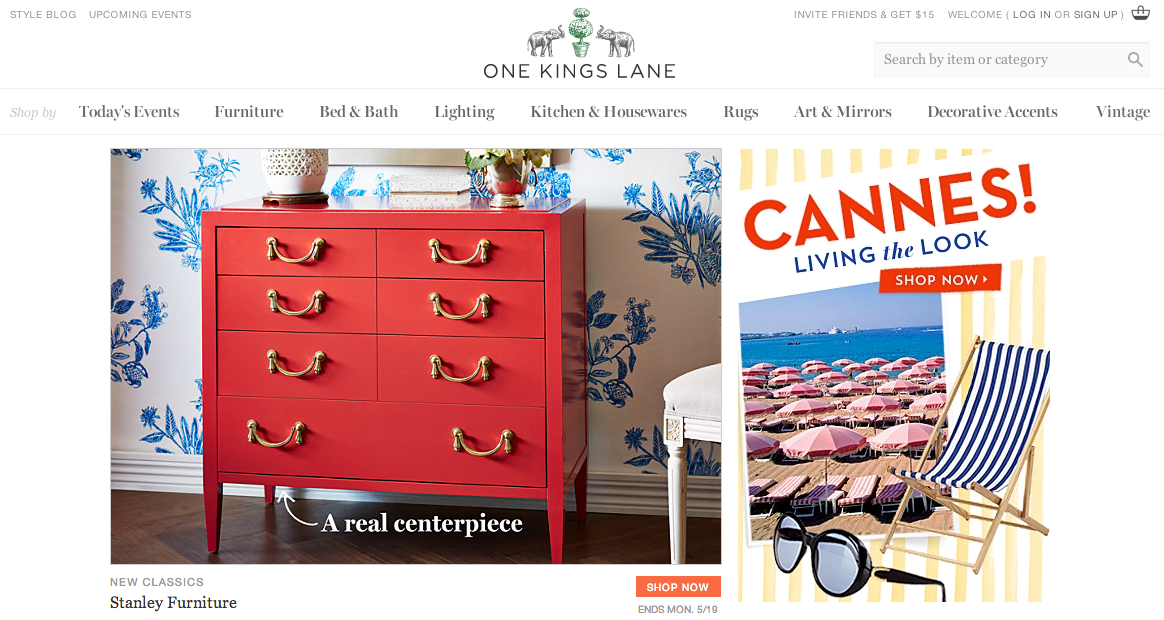 STYLE BLOG UPCOMING EVENTS
INVITE FRIENDS & GET $15 WELCOME ( LOG IN OR SIGN UP )
ONE KINGS LANE
Search by item or category
Shop by Today's Events Furniture Bed & Bath Lighting Kitchen & Housewares Rugs Art & Mirrors Decorative Accents Vintage
A real centerpiece
NEW CLASSICS
Stanley Furniture
SHOP NOW
ENDS MON. 5/19
CANNES!
LIVING the LOOK
SHOP NOW